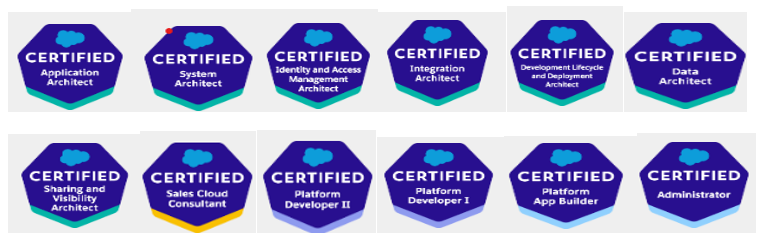 CERTIFIED
Application
Architect
CERTIFIED
System
Architect
CERTIFIED
Identity and Access
Management
Architect
CERTIFIED
Integration
Architect
CERTIFIED
Development Lifecycle
and Deployment
Architect
CERTIFIED
Data
Architect
CERTIFIED
Sharing and
Visibility
Architect
CERTIFIED
Sales Cloud
Consultant
CERTIFIED
Platform
Developer II
CERTIFIED
Platform
Developer I
CERTIFIED
Platform
App Builder
CERTIFIED
Administrator